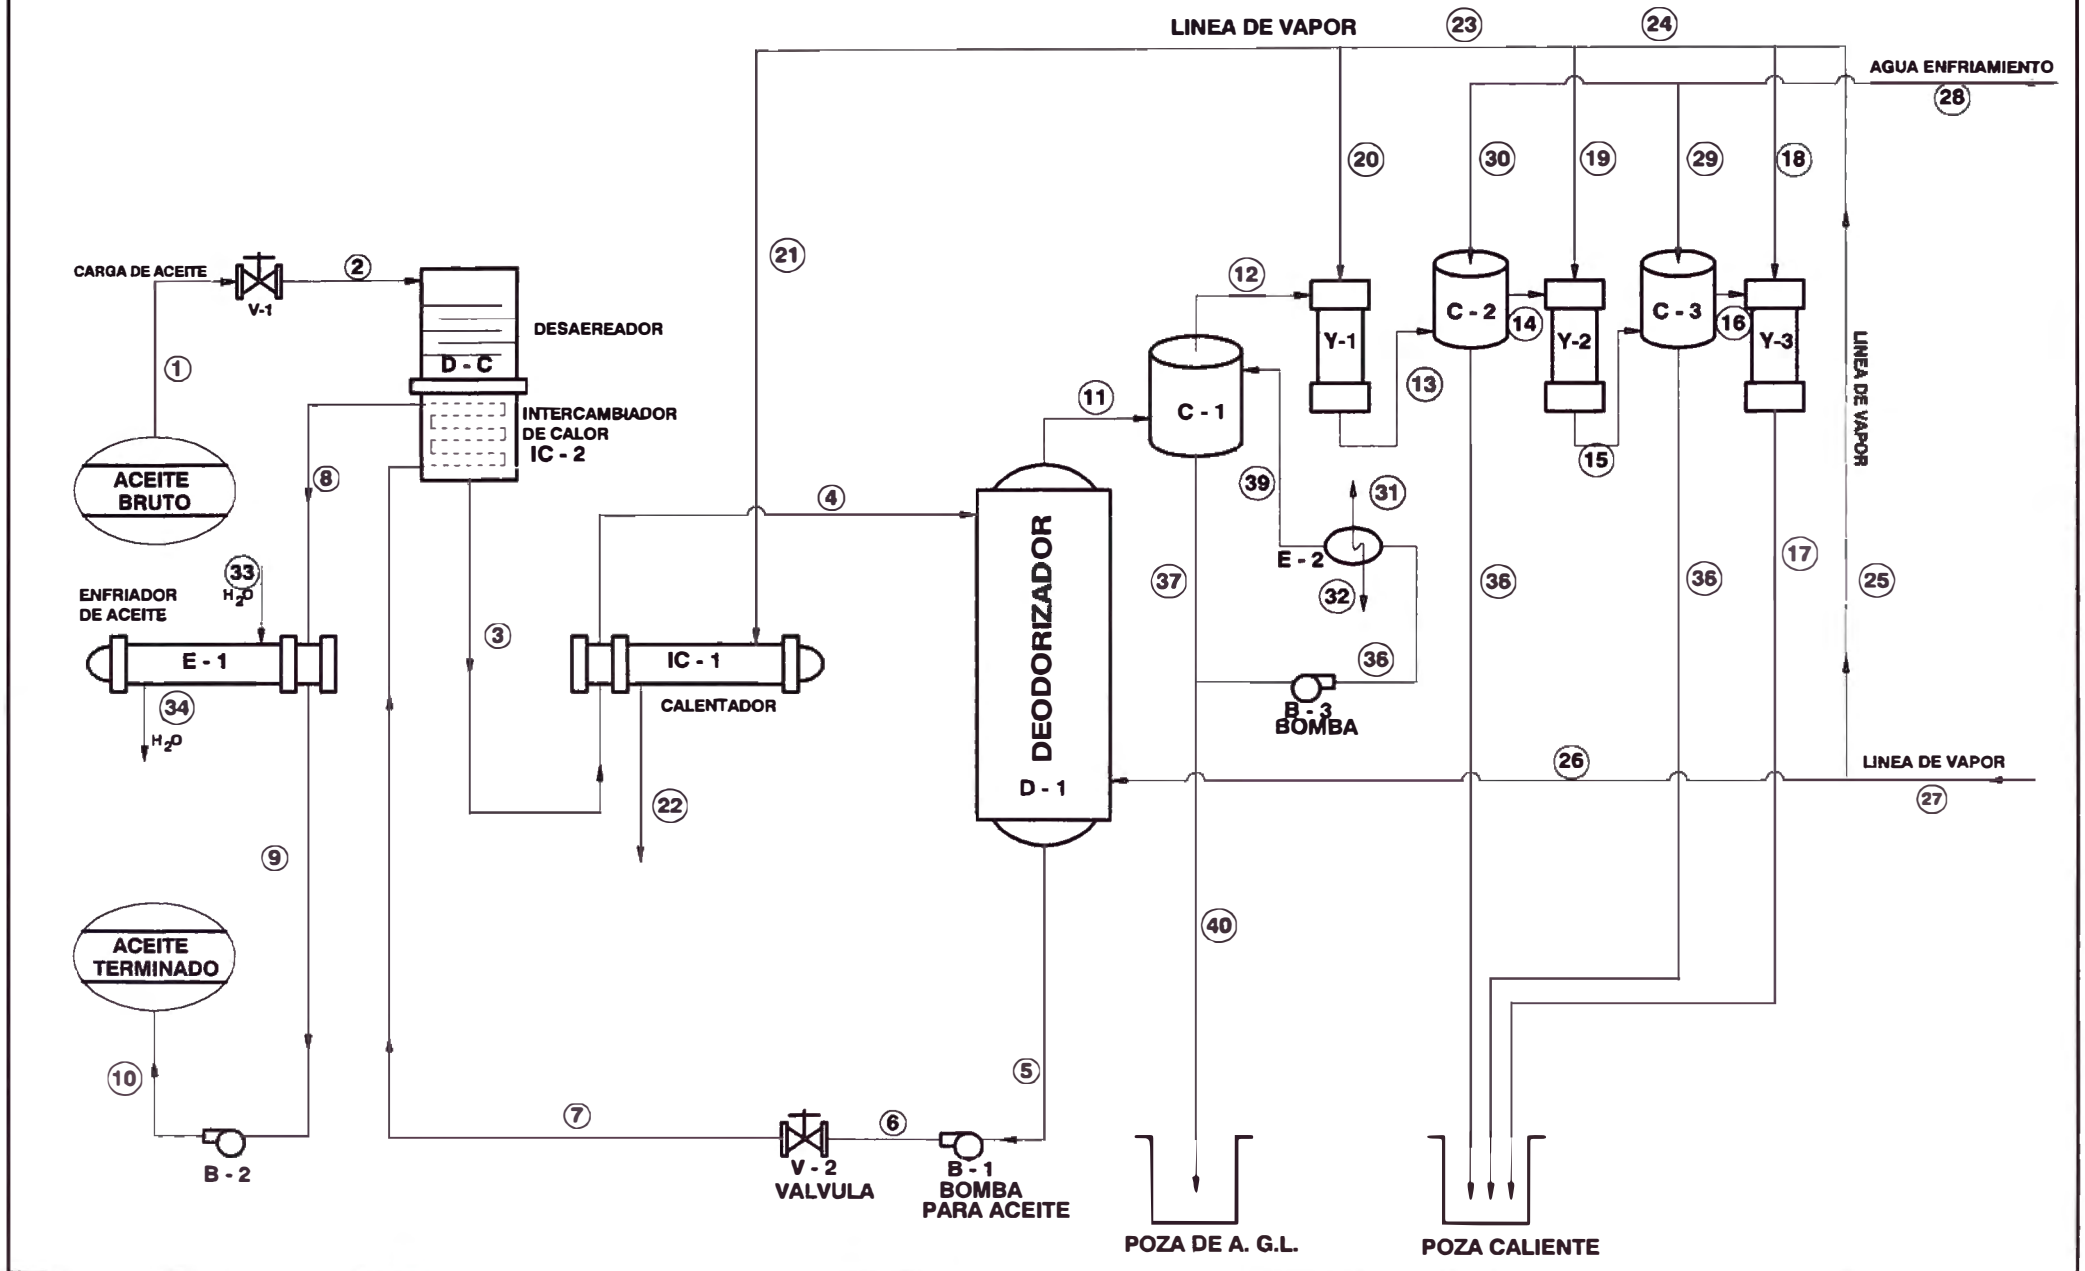 LINEA DE VAPOR
23
24
AGUA ENFRIAMIENTO
28
20
30
19
29
18
21
CARGA DE ACEITE
V-1
2
DESAEREADOR
D - C
INTERCAMBIADOR
DE CALOR
IC - 2
1
8
ACEITE
BRUTO
12
Y-1
C - 2
14
Y-2
C - 3
16
Y-3
13
15
11
C - 1
LINEA DE VAPOR
4
39
31
E - 2
32
37
36
36
17
25
33
H2O
ENFRIADOR
DE ACEITE
E - 1
34
H2O
3
IC - 1
CALENTADOR
22
DEODORIZADOR
D - 1
36
B - 3
BOMBA
26
LINEA DE VAPOR
27
9
ACEITE
TERMINADO
10
B - 2
40
5
7
6
V - 2
VALVULA
B - 1
BOMBA
PARA ACEITE
POZA DE A. G.L.
POZA CALIENTE